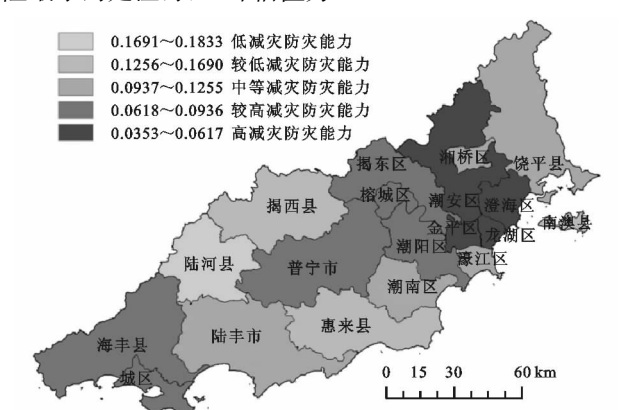 0.1691～0.1833 低减灾防灾能力
0.1256～0.1690 较低减灾防灾能力
0.0937～0.1255 中等减灾防灾能力
0.0618～0.0936 较高减灾防灾能力
0.0353～0.0617 高减灾防灾能力
湘桥区
饶平县
揭东区
榕城区
潮安区
澄海区
揭西县
南澳县
金平区
龙湖区
潮阳区
濠江区
陆河县
普宁市
潮南区
惠来县
陆丰市
海丰县
城区
0 15 30 60 km